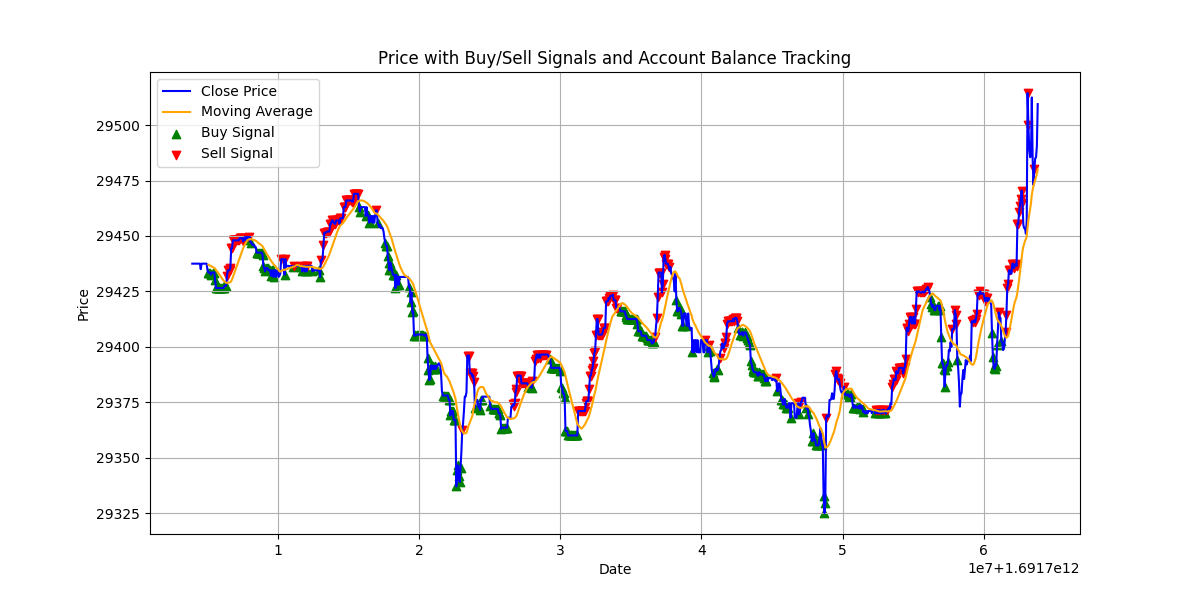 Price with Buy/Sell Signals and Account Balance Tracking
Close Price
Moving Average
Buy Signal
Sell Signal
Price
29500
29475
29450
29425
29400
29375
29350
29325
1 2 3 4 5 6
1e7+1.6917e12
Date